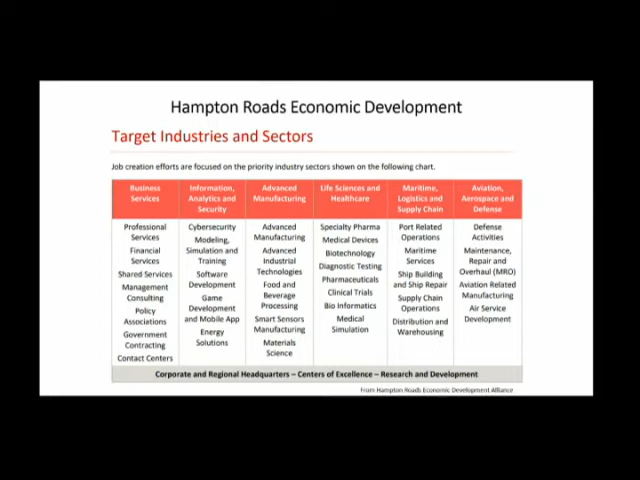 Hampton Roads Economic Development
Target Industries and Sectors
Job creation efforts are focused on the priority industry sectors shown on the following chart.
Business
Services
Professional
Services
Financial
Services
Shared Services
Management
Consulting
Policy
Associations
Government
Contracting
Contact Centers
Information,
Analytics and
Security
Cybersecurity
Modeling,
Simulation and
Training
Software
Development
Game
Development
and Mobile App
Energy
Solutions
Advanced
Manufacturing
Advanced
Manufacturing
Advanced
Industrial
Technologies
Food and
Beverage
Processing
Smart Sensors
Manufacturing
Materials
Science
Life Sciences and
Healthcare
Specialty Pharma
Medical Devices
Biotechnology
Diagnostic Testing
Pharmaceuticals
Clinical Trials
Bio Informatics
Medical
Simulation
Maritime,
Logistics and
Supply Chain
Port Related
Operations
Maritime
Services
Ship Building
and Ship Repair
Supply Chain
Operations
Distribution and
Warehousing
Aviation,
Aerospace and
Defense
Defense
Activities
Maintenance,
Repair and
Overhaul (MRO)
Aviation Related
Manufacturing
Air Service
Development
Corporate and Regional Headquarters – Centers of Excellence – Research and Development
From Hampton Roads Economic Development Alliance